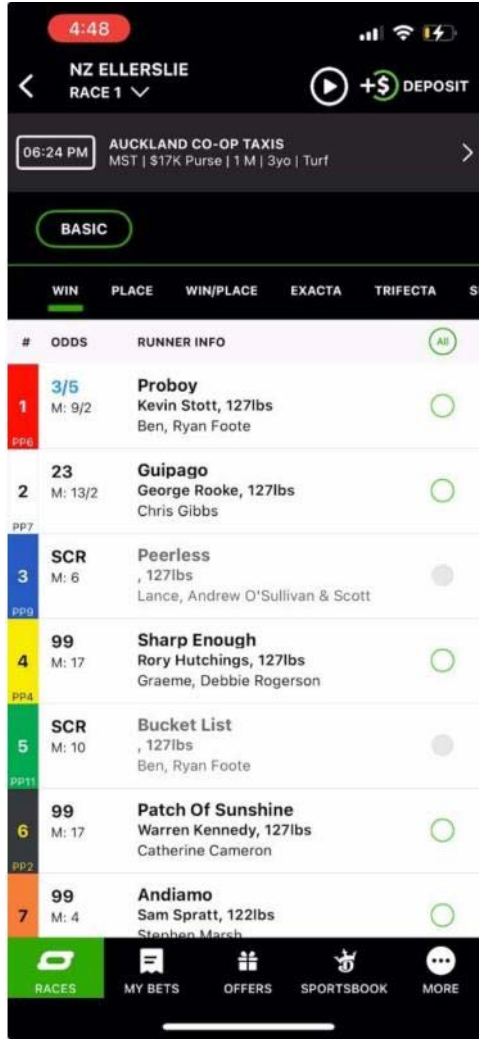 4:48
NZ ELLERSLIE
RACE 1
+$ DEPOSIT
06:24 PM
AUCKLAND CO-OP TAXIS
MST | $17K Purse | 1 M | 3yo | Turf
BASIC
WIN PLACE WIN/PLACE EXACTA TRIFECTA S
# ODDS RUNNER INFO All
1 PP6
3/5
M: 9/2
Proboy
Kevin Stott, 127lbs
Ben, Ryan Foote
2 PP7
23
M: 13/2
Guipago
George Rooke, 127lbs
Chris Gibbs
3 PP9
SCR
M: 6
Peerless
, 127lbs
Lance, Andrew O'Sullivan & Scott
4 PP4
99
M: 17
Sharp Enough
Rory Hutchings, 127lbs
Graeme, Debbie Rogerson
5 PP11
SCR
M: 10
Bucket List
, 127lbs
Ben, Ryan Foote
6 PP2
99
M: 17
Patch Of Sunshine
Warren Kennedy, 127lbs
Catherine Cameron
7
99
M: 4
Andiamo
Sam Spratt, 122lbs
Stephen Marsh
RACES MY BETS OFFERS SPORTSBOOK MORE